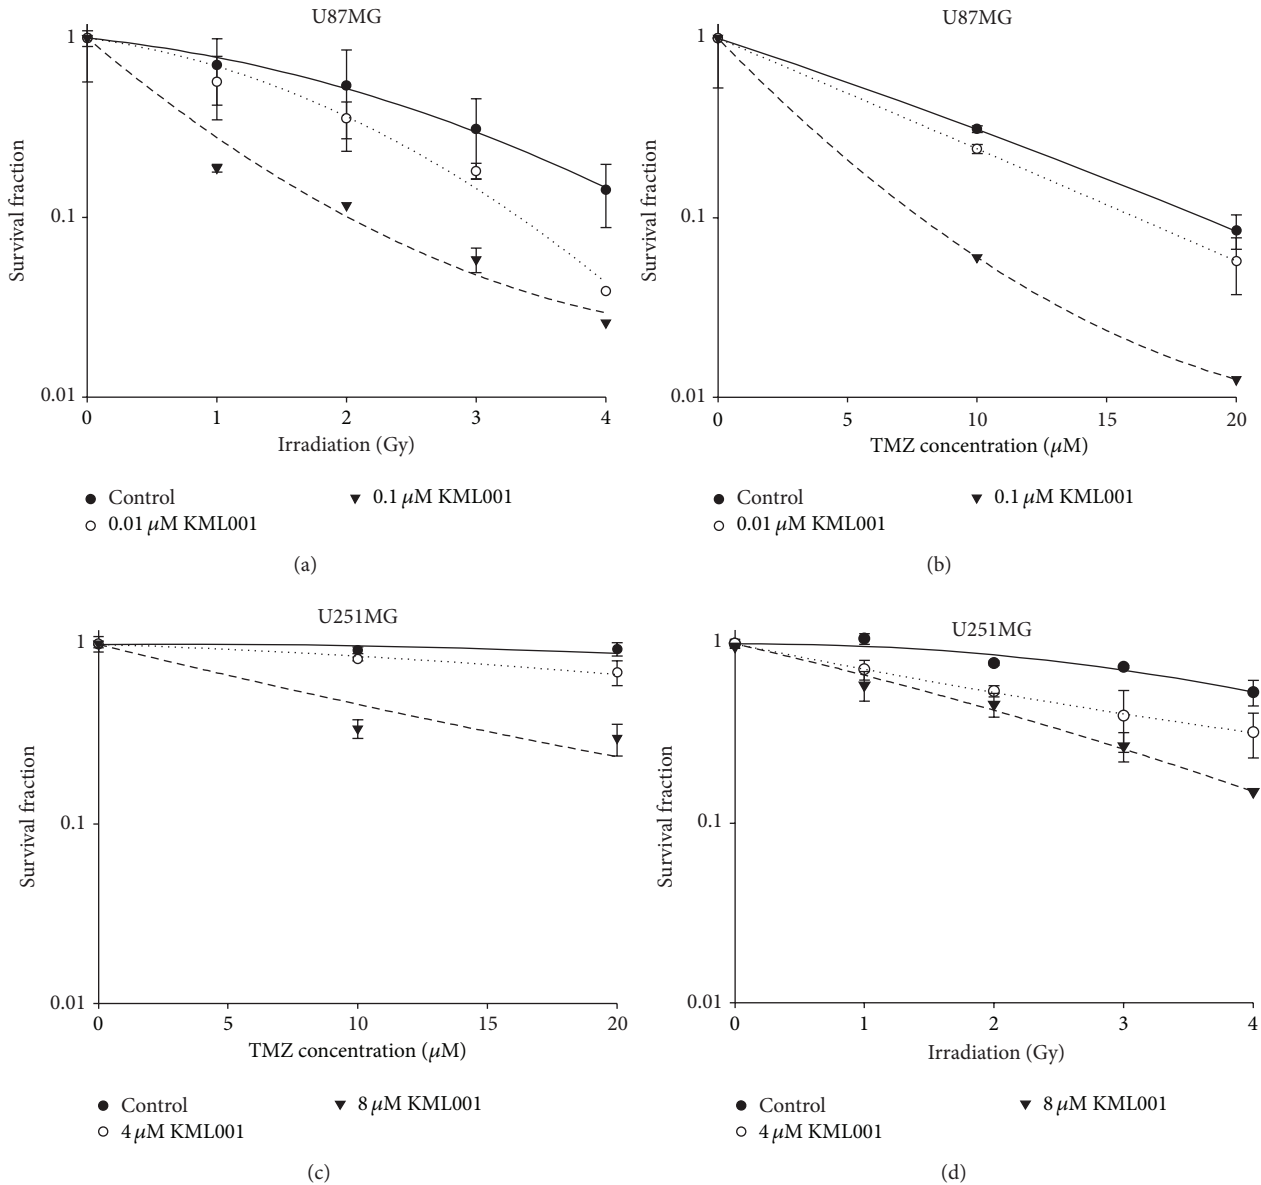 U87MG
1
0.1
0.01
Survival fraction
0 1 2 3 4
Irradiation (Gy)
Control
0.01 μM KML001
0.1 μM KML001
(a)
U87MG
1
0.1
0.01
Survival fraction
0 5 10 15 20
TMZ concentration (μM)
Control
0.01 μM KML001
0.1 μM KML001
(b)
U251MG
1
0.1
0.01
Survival fraction
0 5 10 15 20
TMZ concentration (μM)
Control
4 μM KML001
8 μM KML001
(c)
U251MG
1
0.1
0.01
Survival fraction
0 1 2 3 4
Irradiation (Gy)
Control
4 μM KML001
8 μM KML001
(d)